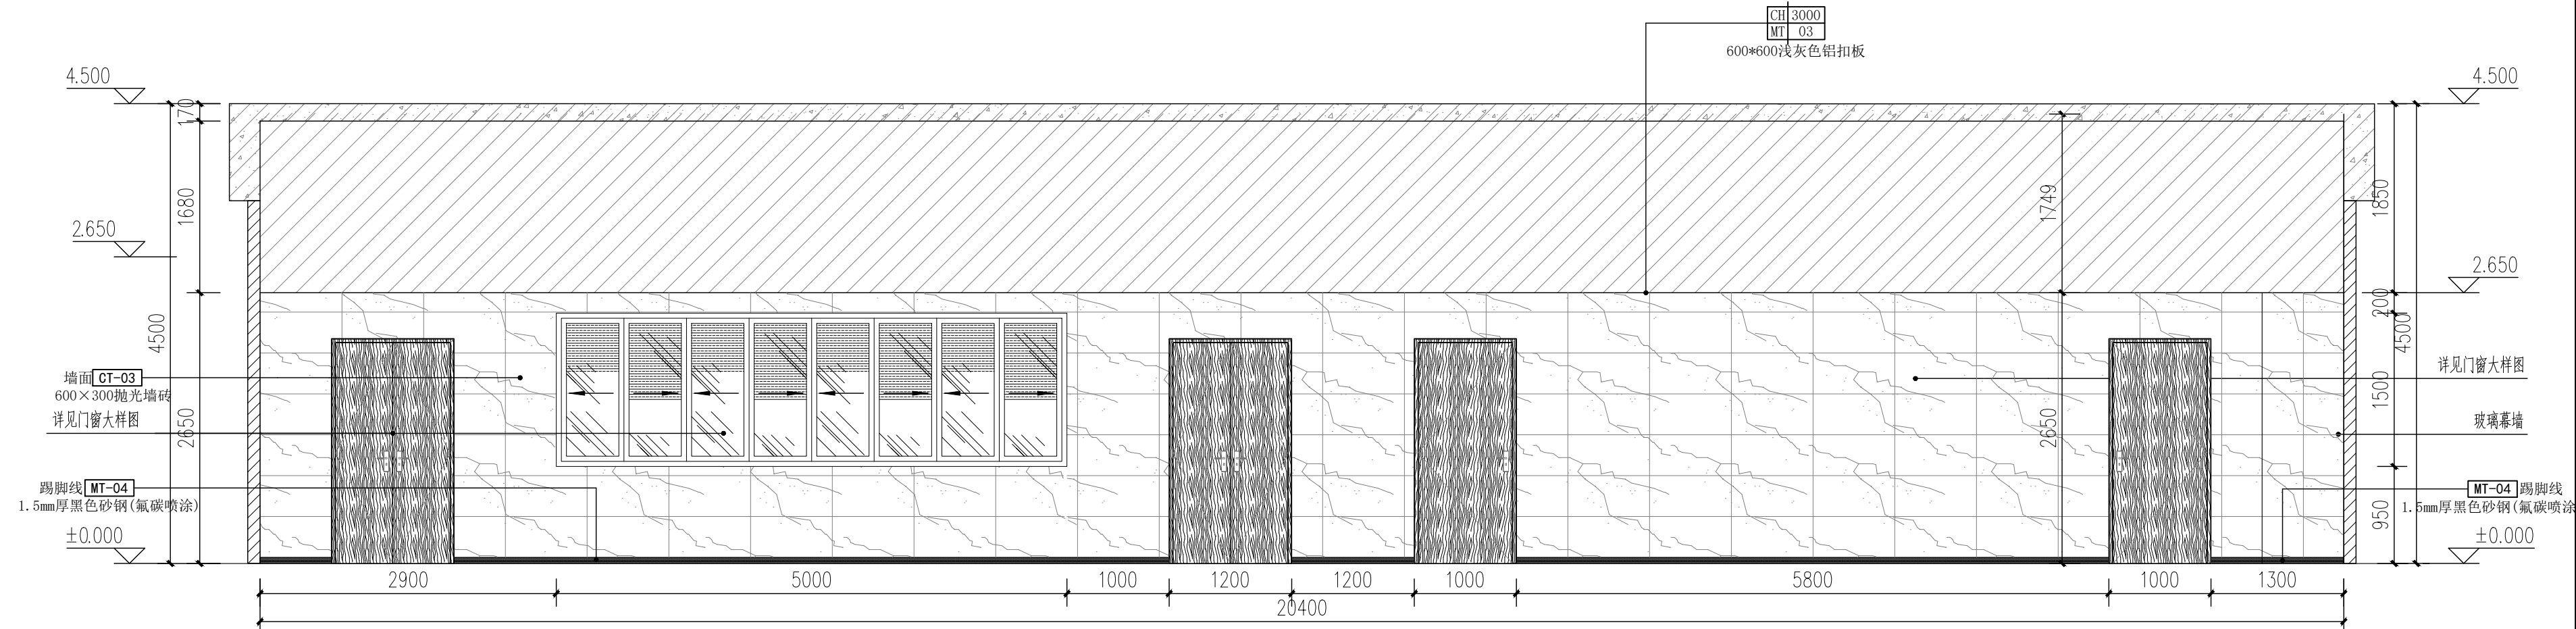 CH 3000
MT 03
600*600浅灰色铝扣板
4.500
4.500
170
1680
1749
1850
2.650
2.650
200
4500
4500
墙面 CT-03
600×300抛光墙砖
详见门窗大样图
2650
详见门窗大样图
1500
2650
玻璃幕墙
踢脚线 MT-04
1.5mm厚黑色砂钢(氟碳喷涂)
MT-04 踢脚线
1.5mm厚黑色砂钢(氟碳喷涂
950
±0.000
±0.000
2900 5000 1000 1200 1200 1000 5800 1000 1300
20400